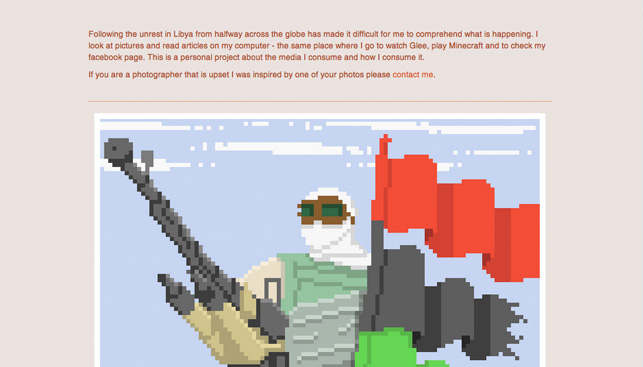 Following the unrest in Libya from halfway across the globe has made it difficult for me to comprehend what is happening. I
look at pictures and read articles on my computer - the same place where I go to watch Glee, play Minecraft and to check my
facebook page. This is a personal project about the media I consume and how I consume it.
If you are a photographer that is upset I was inspired by one of your photos please contact me.